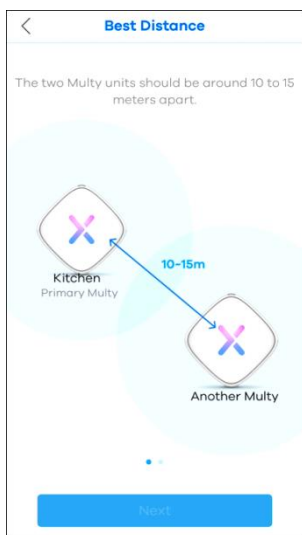 Best Distance
The two Multy units should be around 10 to 15
meters apart.
10-15m
Kitchen
Primary Multy
Another Multy
Next